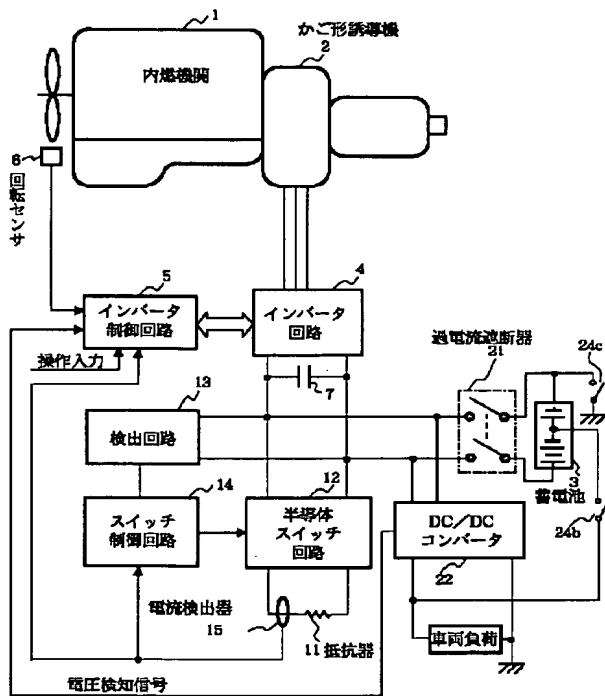 1
かご形誘導機
2
内燃機関
6
回転センサ
5
インバータ
制御回路
4
インバータ
回路
操作入力
7
過電流遮断器
21
24c
13
検出回路
3
蓄電池
14
スイッチ
制御回路
12
半導体
スイッチ
回路
DC/DC
コンバータ
22
24b
電流検出器
15
11 抵抗器
車両負荷
電圧検知信号